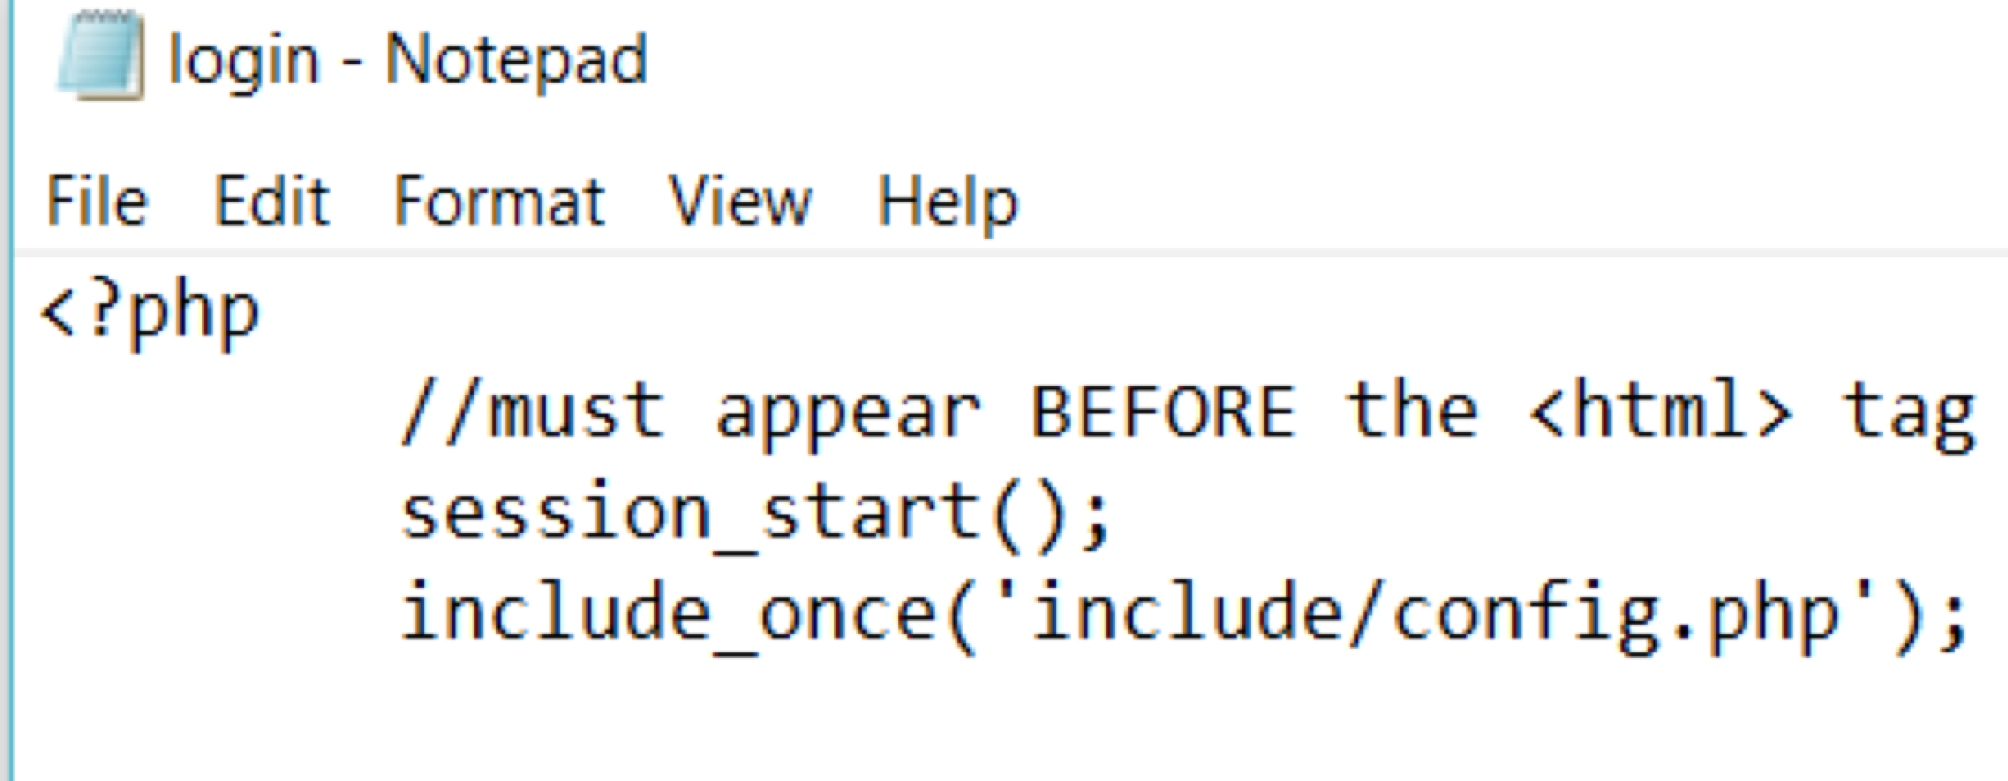 login - Notepad
File Edit Format View Help
<?php
//must appear BEFORE the <html> tag
session_start();
include_once('include/config.php');